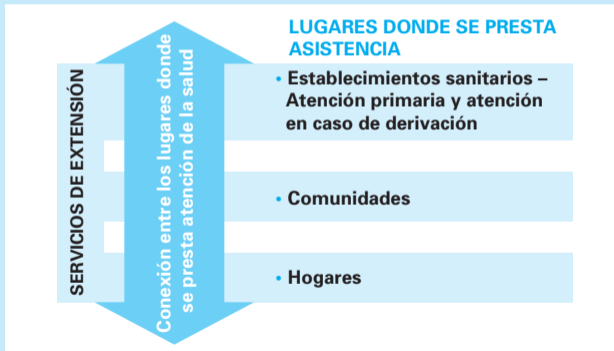 LUGARES DONDE SE PRESTA
ASISTENCIA
SERVICIOS DE EXTENSIÓN
Conexión entre los lugares donde
se presta atención de la salud
• Establecimientos sanitarios –
Atención primaria y atención
en caso de derivación
• Comunidades
• Hogares